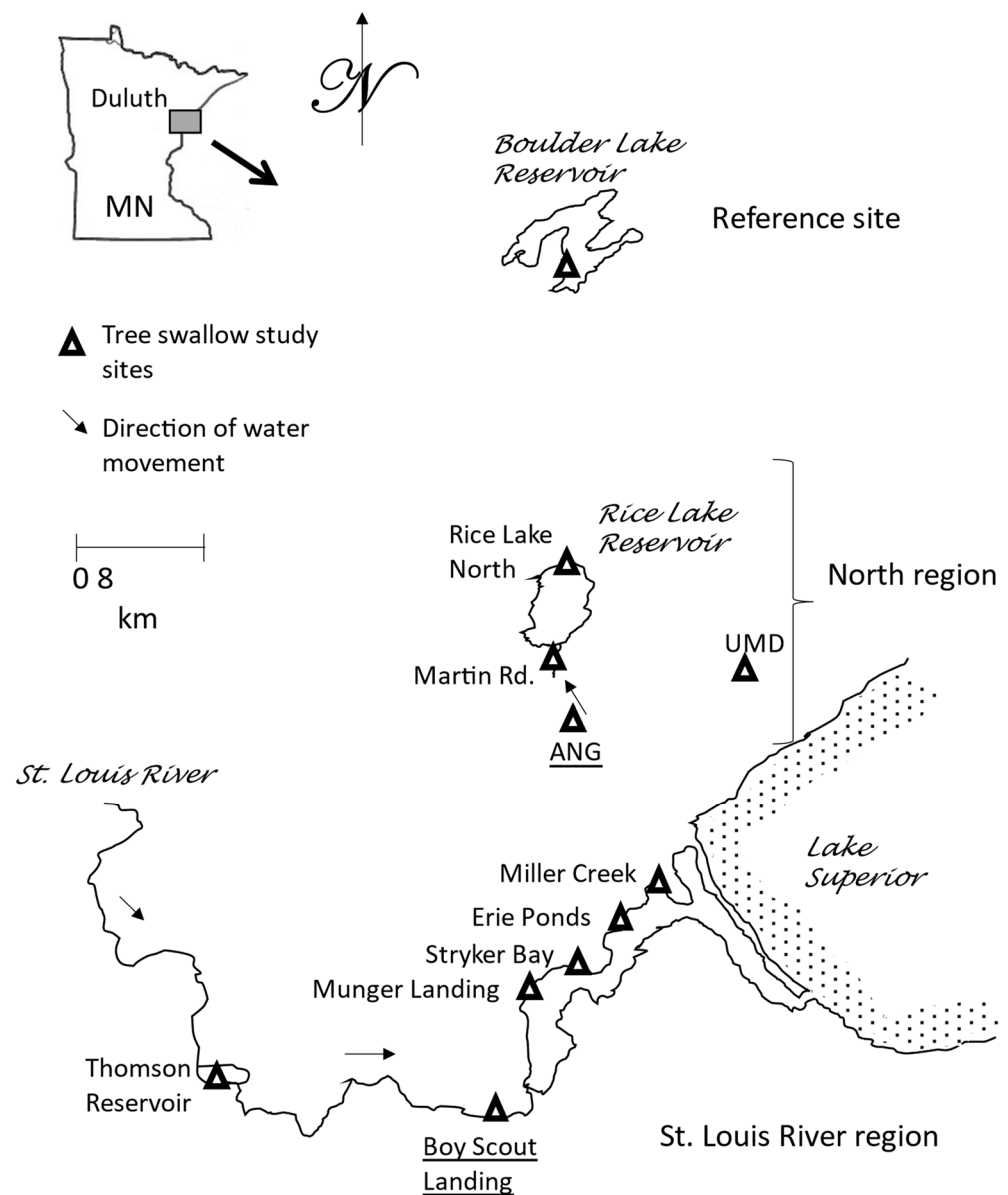 Duluth
MN
N
Boulder Lake
Reservoir
Reference site
Tree swallow study
sites
Direction of water
movement
0 8
km
Rice Lake
North
Rice Lake
Reservoir
North region
UMD
Martin Rd.
ANG
St. Louis River
Lake
Superior
Miller Creek
Erie Ponds
Stryker Bay
Munger Landing
Thomson
Reservoir
Boy Scout
Landing
St. Louis River region